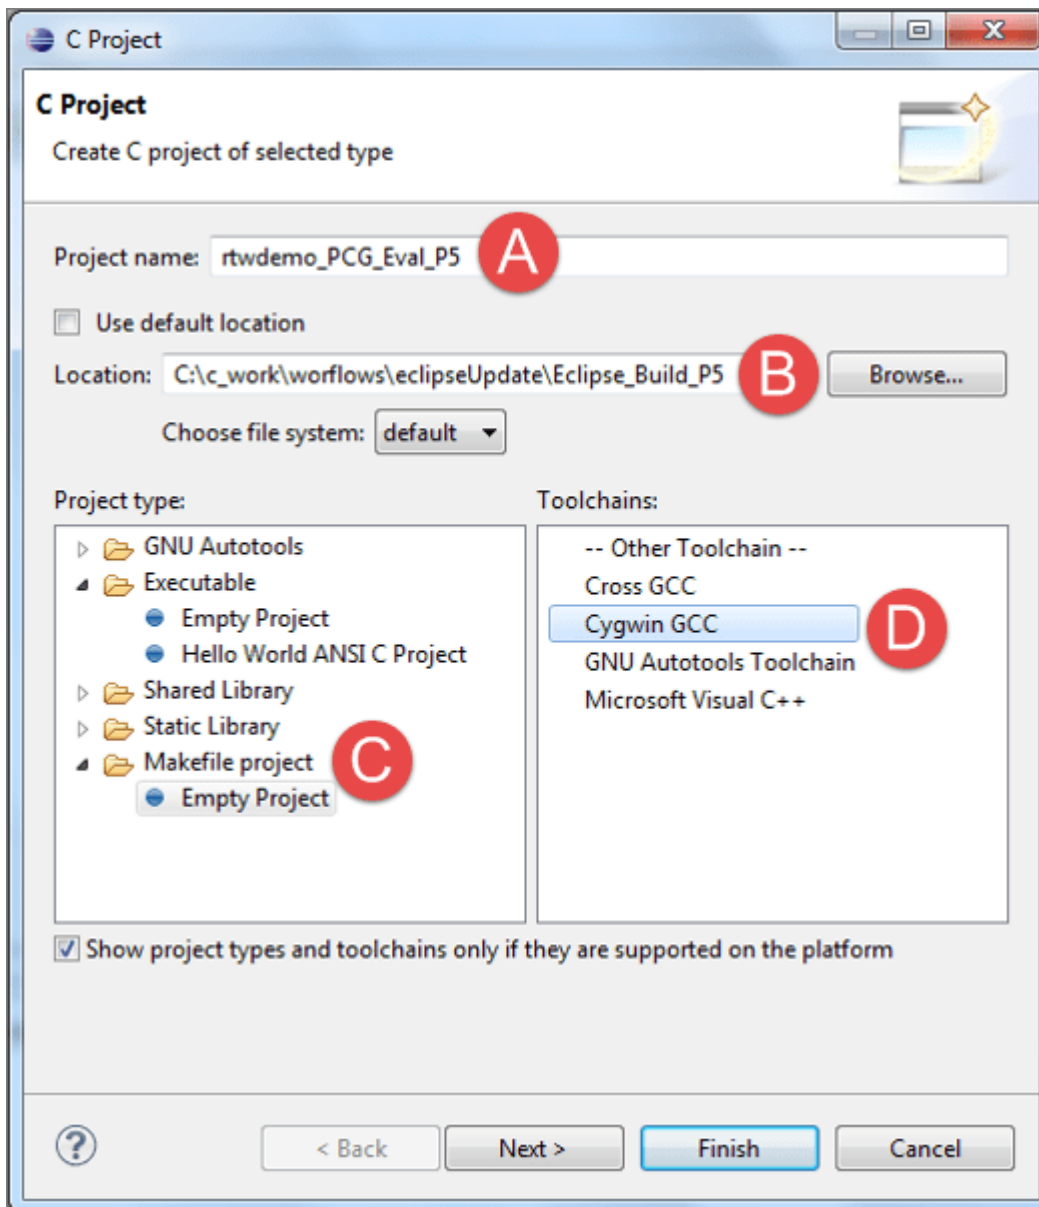 C Project
C Project
Create C project of selected type
Project name: rtwdemo_PCG_Eval_P5 A
Use default location
Location: C:\c_work\worflows\eclipseUpdate\Eclipse_Build_P5 B Browse...
Choose file system: default
Project type:
GNU Autotools
Executable
Empty Project
Hello World ANSI C Project
Shared Library
Static Library
Makefile project C
Empty Project
Toolchains:
-- Other Toolchain --
Cross GCC
Cygwin GCC D
GNU Autotools Toolchain
Microsoft Visual C++
Show project types and toolchains only if they are supported on the platform
? < Back Next > Finish Cancel